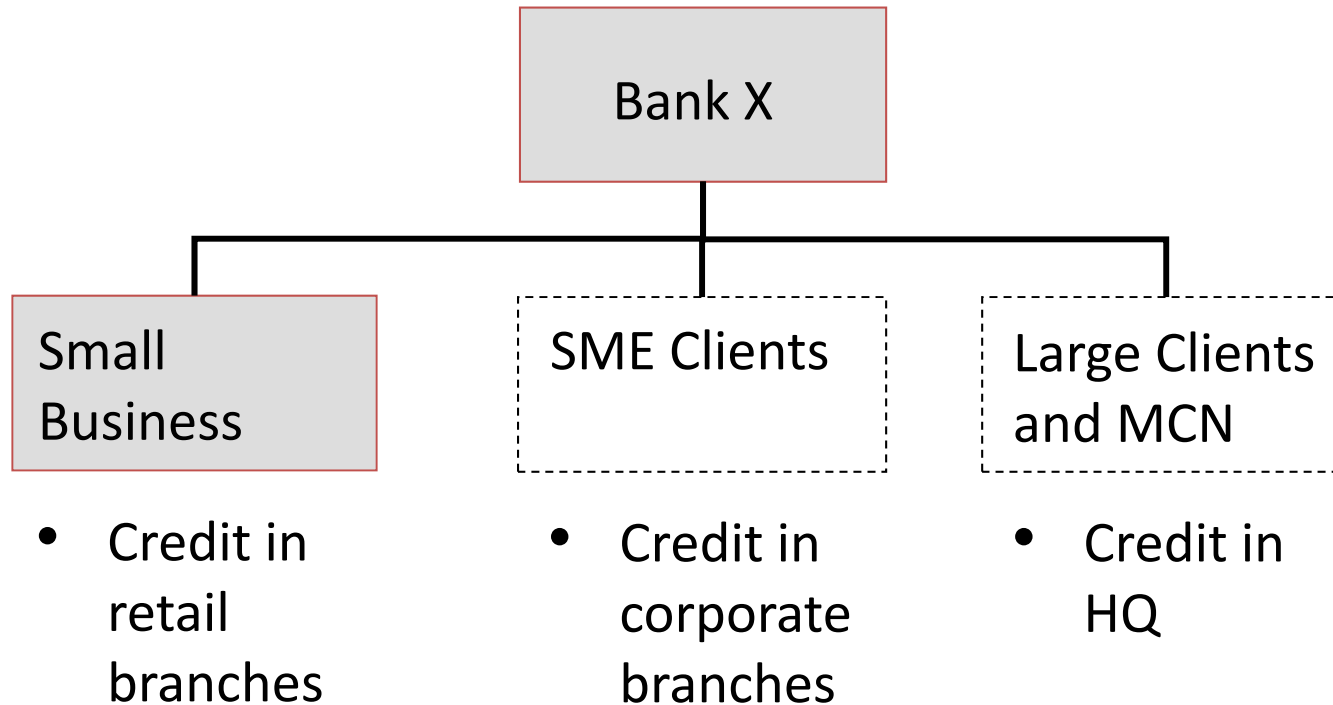 Bank X
Small
Business
SME Clients
Large Clients
and MCN
• Credit in
retail
branches
• Credit in
corporate
branches
• Credit in
HQ